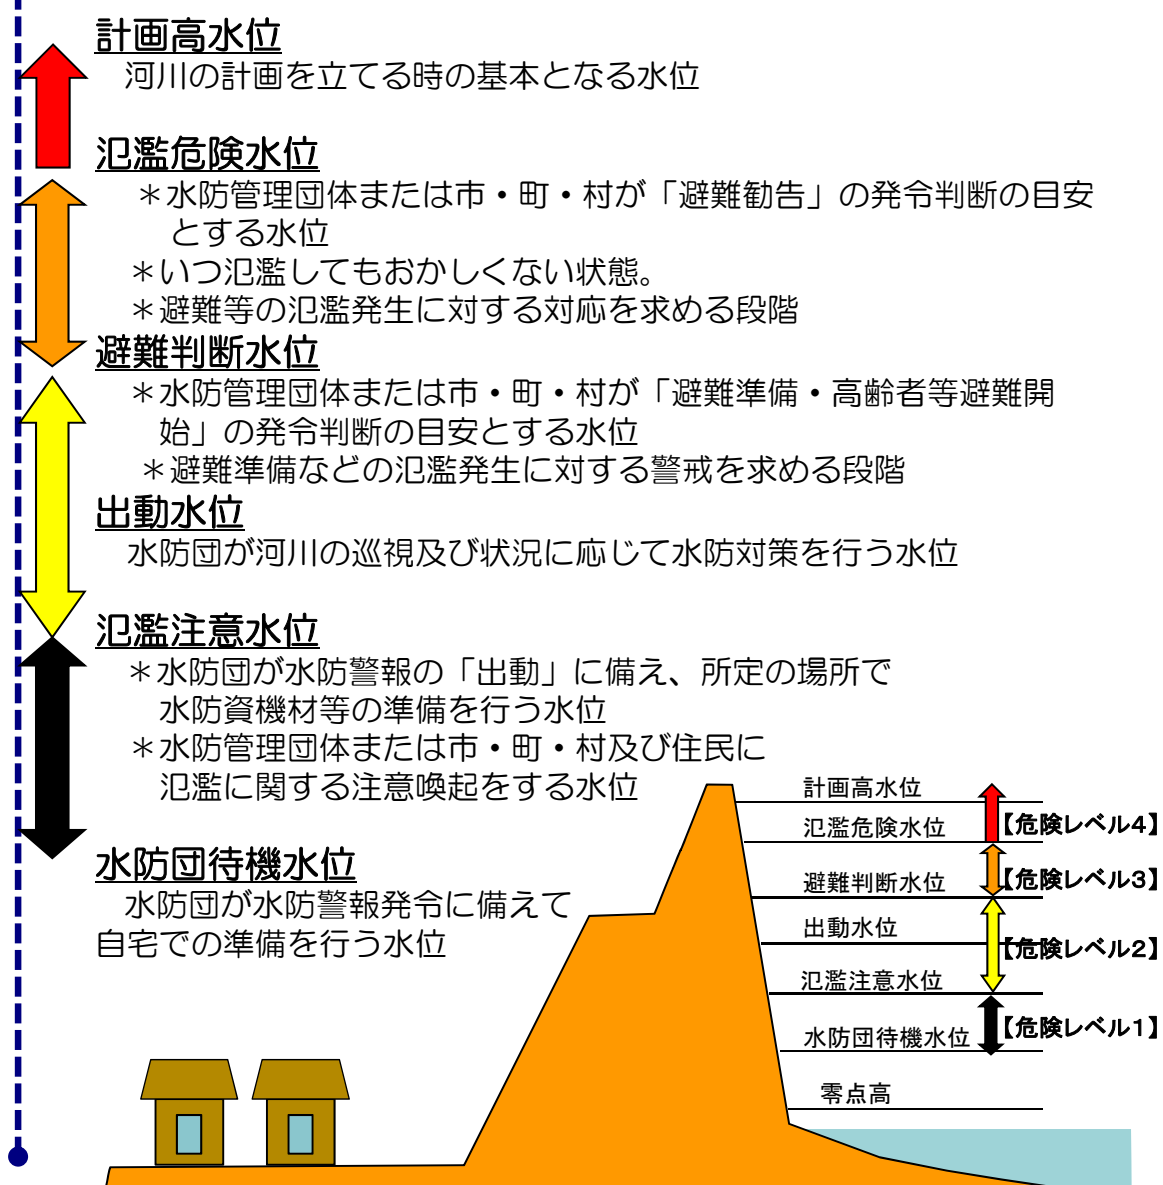 計画高水位
河川の計画を立てる時の基本となる水位
氾濫危険水位
＊水防管理団体または市・町・村が「避難勧告」の発令判断の目安
とする水位
＊いつ氾濫してもおかしくない状態。
＊避難等の氾濫発生に対する対応を求める段階
避難判断水位
＊水防管理団体または市・町・村が「避難準備・高齢者等避難開
始」の発令判断の目安とする水位
＊避難準備などの氾濫発生に対する警戒を求める段階
出動水位
水防団が河川の巡視及び状況に応じて水防対策を行う水位
氾濫注意水位
＊水防団が水防警報の「出動」に備え、所定の場所で
水防資機材等の準備を行う水位
＊水防管理団体または市・町・村及び住民に
氾濫に関する注意喚起をする水位
水防団待機水位
水防団が水防警報発令に備えて
自宅での準備を行う水位
計画高水位
氾濫危険水位
【危険レベル4】
避難判断水位
【危険レベル3】
出動水位
【危険レベル2】
氾濫注意水位
水防団待機水位
【危険レベル1】
零点高